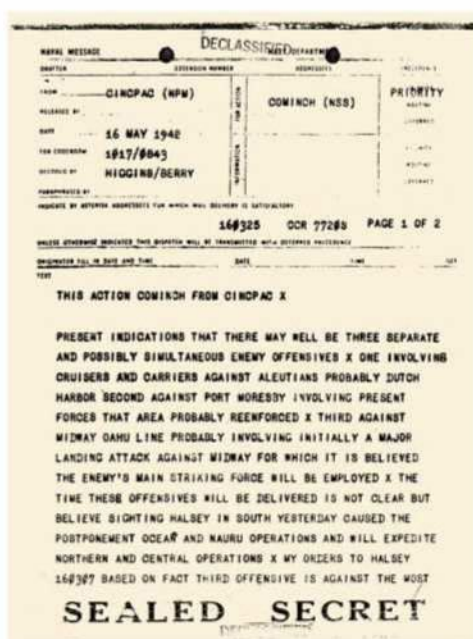 DECLASSIFIED
NAVAL MESSAGE
DRAFTER EXTENSION NUMBER ADDRESSEES
FROM CINCPAC (NPM) FOR ACTION COMINCH (NSS) PRIORITY
RELEASED BY
DATE 16 MAY 1942
1017/0843
INFORMATION
DECODED BY HIGGINS/BERRY
PARAPHRASED BY
INDICATE BY ASTERISK ADDRESSEES FOR WHICH MAIL DELIVERY IS SATISFACTORY
160325 CCR PAGE 1 OF 2
UNLESS OTHERWISE INDICATED THIS DISPATCH WILL BE TRANSMITTED WITH DEFERRED PRECEDENCE
ORIGINATOR FILL IN DATE AND TIME DATE TIME GCT
TEXT
THIS ACTION COMINCH FROM CINCPAC X
PRESENT INDICATIONS THAT THERE MAY WELL BE THREE SEPARATE
AND POSSIBLY SIMULTANEOUS ENEMY OFFENSIVES X ONE INVOLVING
CRUISERS AND CARRIERS AGAINST ALEUTIANS PROBABLY DUTCH
HARBOR SECOND AGAINST PORT MORESBY INVOLVING PRESENT
FORCES THAT AREA PROBABLY REENFORCED X THIRD AGAINST
MIDWAY OAHU LINE PROBABLY INVOLVING INITIALLY A MAJOR
LANDING ATTACK AGAINST MIDWAY FOR WHICH IT IS BELIEVED
THE ENEMY'S MAIN STRIKING FORCE WILL BE EMPLOYED X THE
TIME THESE OFFENSIVES WILL BE DELIVERED IS NOT CLEAR BUT
BELIEVE SIGHTING HALSEY IN SOUTH YESTERDAY CAUSED THE
POSTPONEMENT OCEAN AND NAURU OPERATIONS AND WILL EXPEDITE
NORTHERN AND CENTRAL OPERATIONS X MY ORDERS TO HALSEY
160307 BASED ON FACT THIRD OFFENSIVE IS AGAINST THE MOST
SEALED SECRET